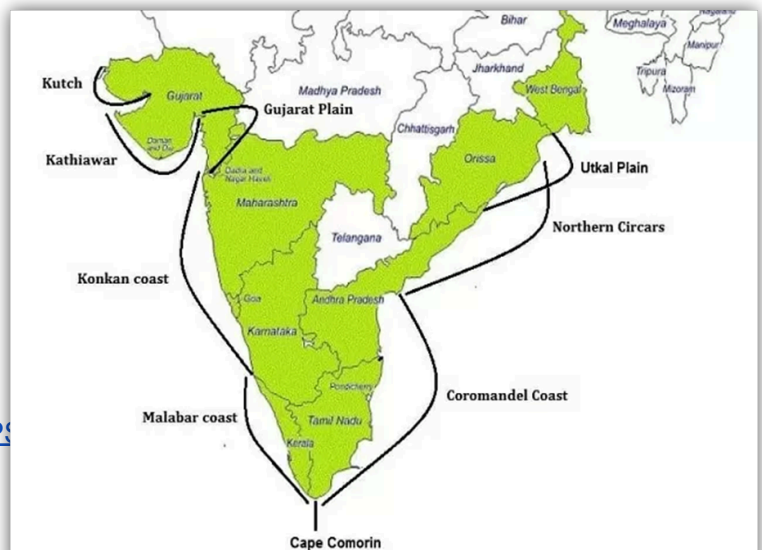 Bihar
Meghalaya
Nagaland
Manipur
Jharkhand
Tripura
Mizoram
Kutch
Gujarat
Madhya Pradesh
West Bengal
Gujarat Plain
Chhattisgarh
Kathiawar
Daman
and Diu
Orissa
Utkal Plain
Dadra and
Nagar Haveli
Maharashtra
Northern Circars
Telangana
Konkan coast
Goa
Andhra Pradesh
Karnataka
Pondicherry
Coromandel Coast
Malabar coast
Tamil Nadu
Kerala
Cape Comorin